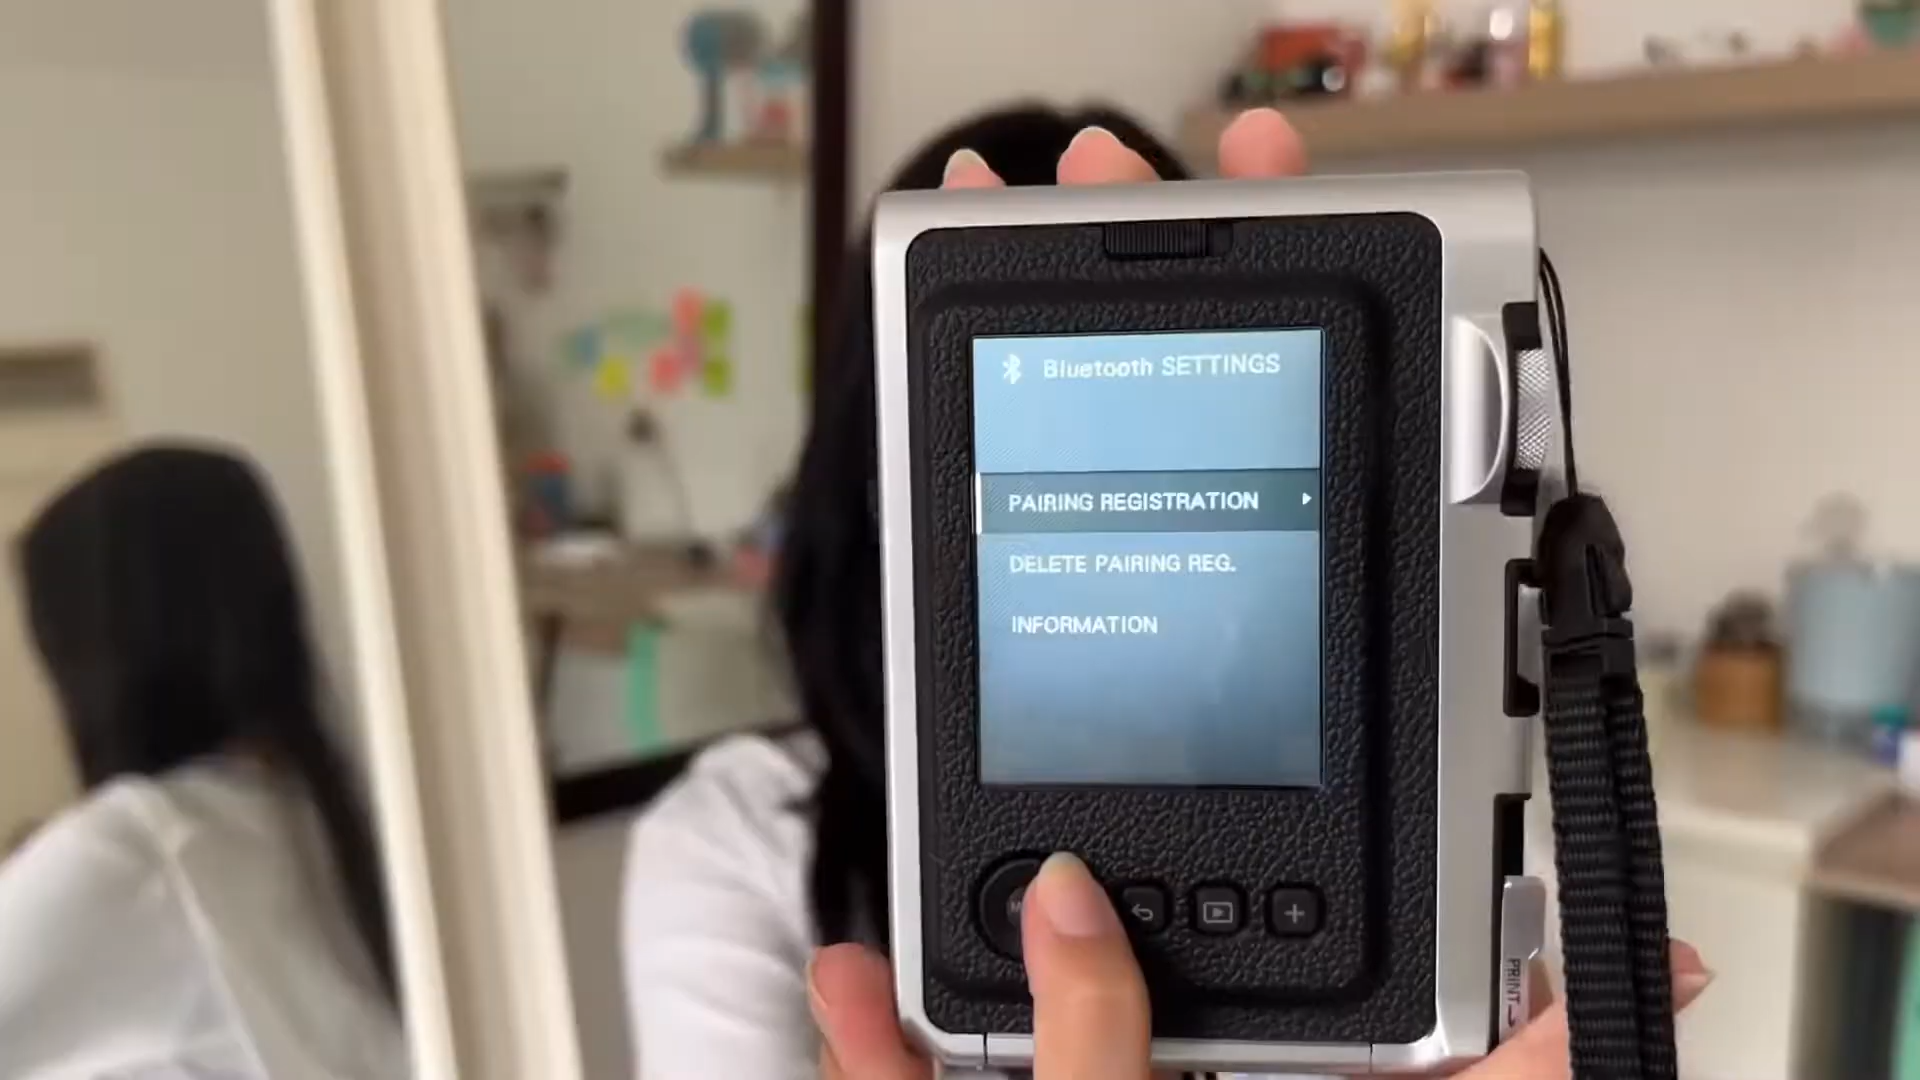 Bluetooth SETTINGS
PAIRING REGISTRATION
DELETE PAIRING REG.
INFORMATION
PRINT